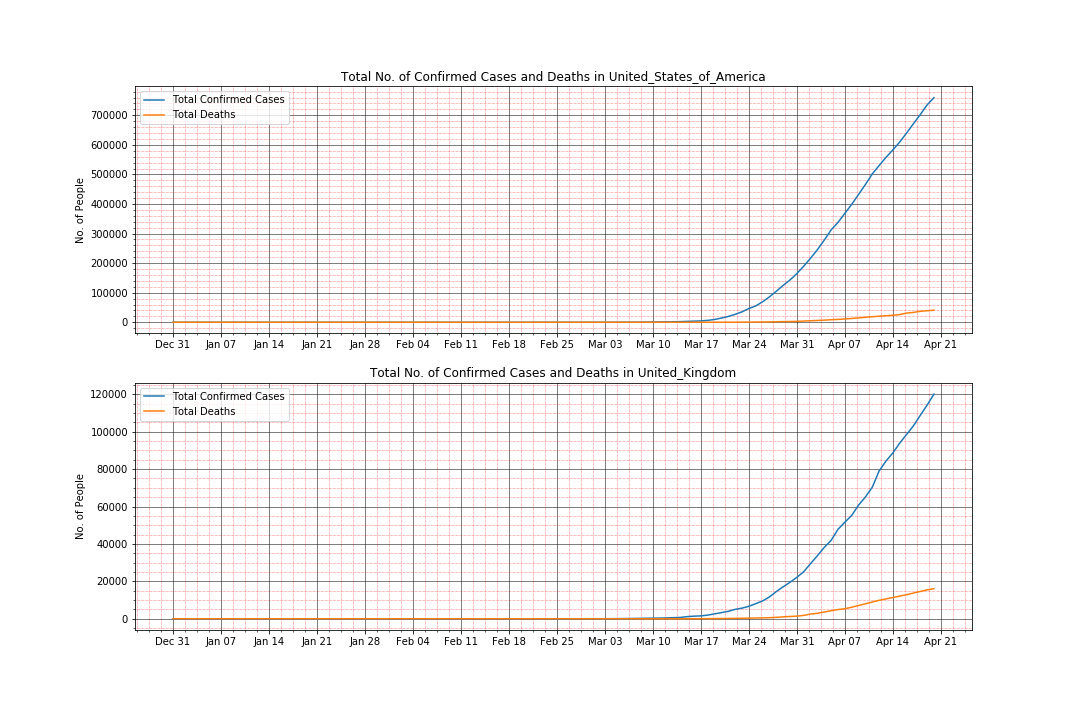 Total No. of Confirmed Cases and Deaths in United_States_of_America
Total Confirmed Cases
Total Deaths
No. of People
700000
600000
500000
400000
300000
200000
100000
0
Dec 31 Jan 07 Jan 14 Jan 21 Jan 28 Feb 04 Feb 11 Feb 18 Feb 25 Mar 03 Mar 10 Mar 17 Mar 24 Mar 31 Apr 07 Apr 14 Apr 21
Total No. of Confirmed Cases and Deaths in United_Kingdom
Total Confirmed Cases
Total Deaths
No. of People
120000
100000
80000
60000
40000
20000
0
Dec 31 Jan 07 Jan 14 Jan 21 Jan 28 Feb 04 Feb 11 Feb 18 Feb 25 Mar 03 Mar 10 Mar 17 Mar 24 Mar 31 Apr 07 Apr 14 Apr 21